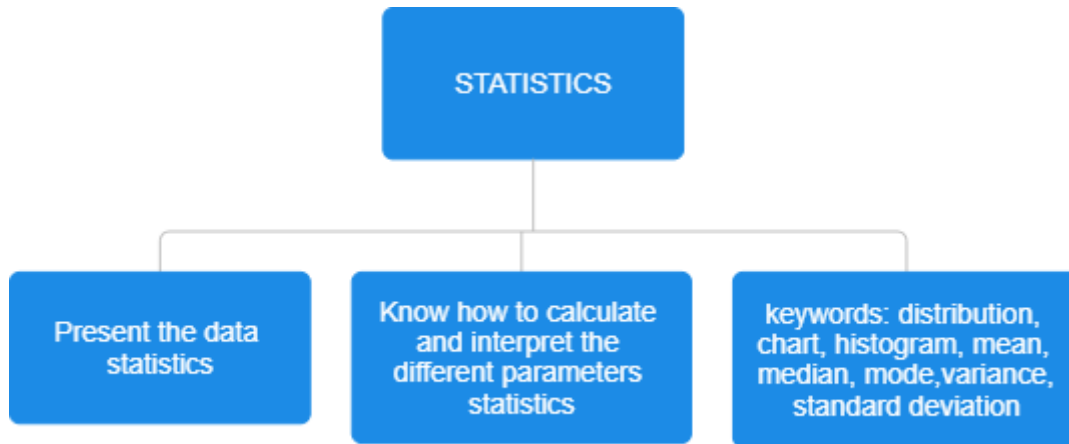 STATISTICS
Present the data
statistics
Know how to calculate
and interpret the
different parameters
statistics
keywords: distribution,
chart, histogram, mean,
median, mode,variance,
standard deviation